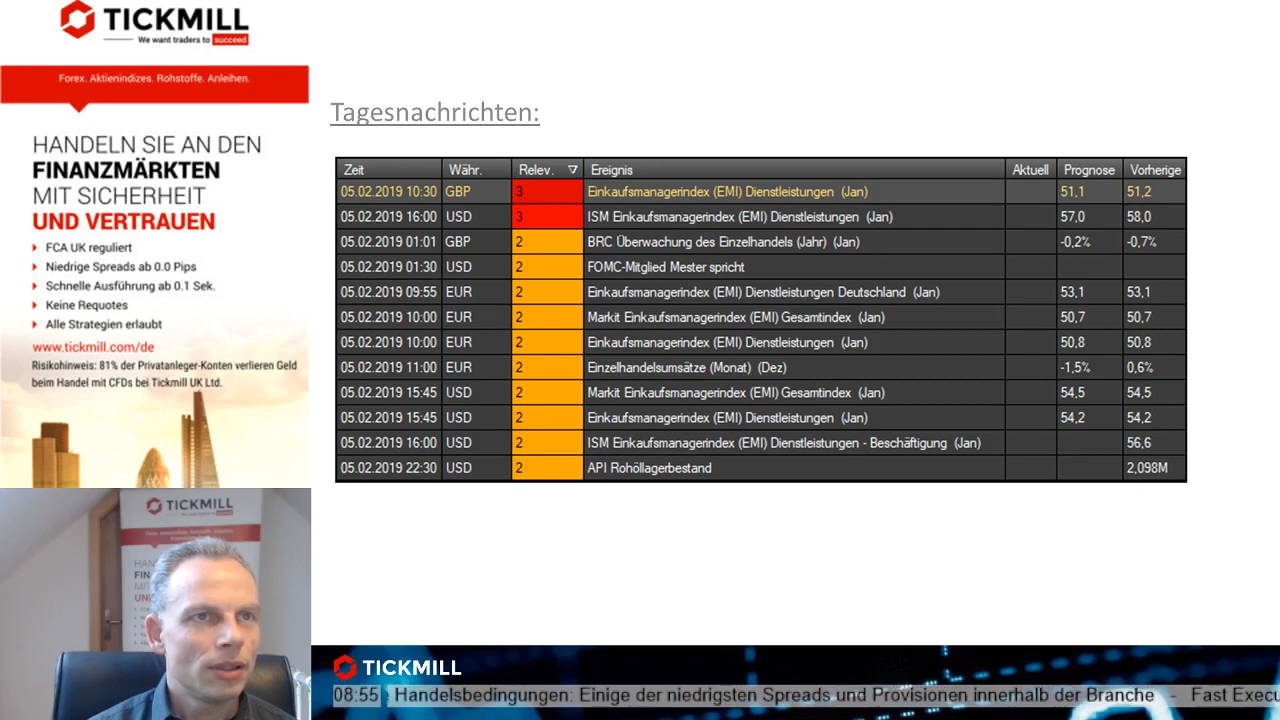 TICKMILL
We want traders to succeed
Forex. Aktienindizes. Rohstoffe. Anleihen.
HANDELN SIE AN DEN
FINANZMÄRKTEN
MIT SICHERHEIT
UND VERTRAUEN
FCA UK reguliert
Niedrige Spreads ab 0.0 Pips
Schnelle Ausführung ab 0.1 Sek.
Keine Requotes
Alle Strategien erlaubt
www.tickmill.com/de
Risikohinweis: 81% der Privatanleger-Konten verlieren Geld
beim Handel mit CFDs bei Tickmill UK Ltd.
Tagesnachrichten:
Zeit Währ. Relev. Ereignis Aktuell Prognose Vorherige
05.02.2019 10:30 GBP 3 Einkaufsmanagerindex (EMI) Dienstleistungen (Jan) 51,1 51,2
05.02.2019 16:00 USD 3 ISM Einkaufsmanagerindex (EMI) Dienstleistungen (Jan) 57,0 58,0
05.02.2019 01:01 GBP 2 BRC Überwachung des Einzelhandels (Jahr) (Jan) -0,2% -0,7%
05.02.2019 01:30 USD 2 FOMC-Mitglied Mester spricht
05.02.2019 09:55 EUR 2 Einkaufsmanagerindex (EMI) Dienstleistungen Deutschland (Jan) 53,1 53,1
05.02.2019 10:00 EUR 2 Markit Einkaufsmanagerindex (EMI) Gesamtindex (Jan) 50,7 50,7
05.02.2019 10:00 EUR 2 Einkaufsmanagerindex (EMI) Dienstleistungen (Jan) 50,8 50,8
05.02.2019 11:00 EUR 2 Einzelhandelsumsätze (Monat) (Dez) -1,5% 0,6%
05.02.2019 15:45 USD 2 Markit Einkaufsmanagerindex (EMI) Gesamtindex (Jan) 54,5 54,5
05.02.2019 15:45 USD 2 Einkaufsmanagerindex (EMI) Dienstleistungen (Jan) 54,2 54,2
05.02.2019 16:00 USD 2 ISM Einkaufsmanagerindex (EMI) Dienstleistungen - Beschäftigung (Jan) 56,6
05.02.2019 22:30 USD 2 API Rohöllagerbestand 2,098M
TICKMILL
HAN
FIN
MIT
UN
TICKMILL
08:55 e Handelsbedingungen: Einige der niedrigsten Spreads und Provisionen innerhalb der Branche - Fast Execu